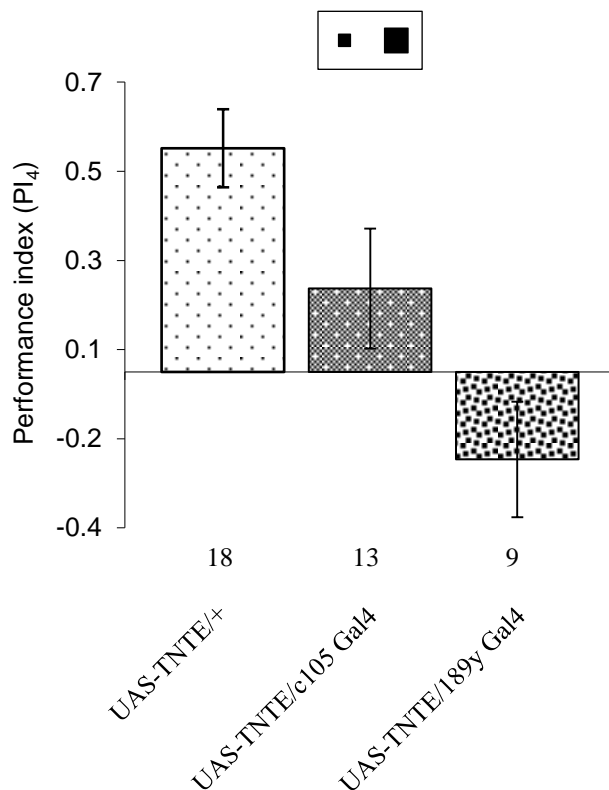 0.7
0.5
0.3
0.1
-0.2
-0.4
Performance index (PI₄)
18 13 9
UAS-TNTE/+
UAS-TNTE/c105 Gal4
UAS-TNTE/189y Gal4